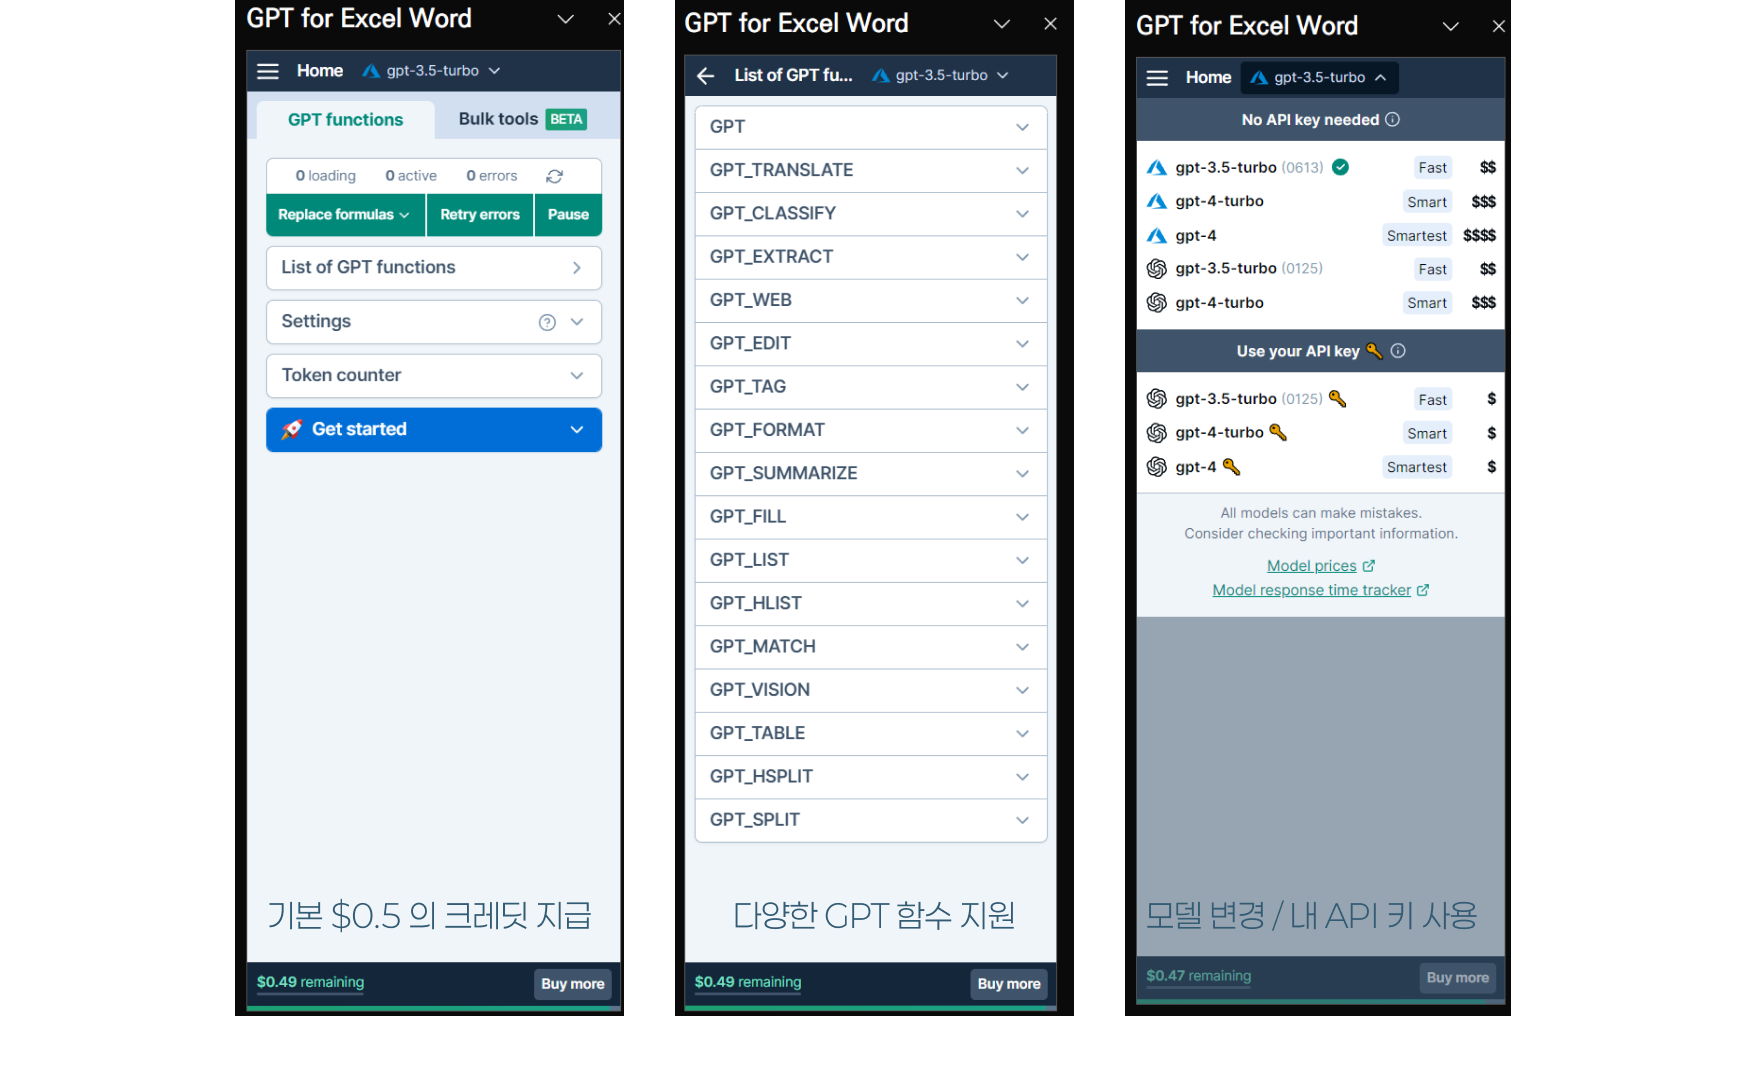 GPT for Excel Word
Home gpt-3.5-turbo
GPT functions Bulk tools BETA
0 loading 0 active 0 errors
Replace formulas Retry errors Pause
List of GPT functions
Settings
Token counter
Get started
기본 $0.5 의 크레딧 지급
$0.49 remaining Buy more
GPT for Excel Word
List of GPT fu... gpt-3.5-turbo
GPT
GPT_TRANSLATE
GPT_CLASSIFY
GPT_EXTRACT
GPT_WEB
GPT_EDIT
GPT_TAG
GPT_FORMAT
GPT_SUMMARIZE
GPT_FILL
GPT_LIST
GPT_HLIST
GPT_MATCH
GPT_VISION
GPT_TABLE
GPT_HSPLIT
GPT_SPLIT
다양한 GPT 함수 지원
$0.49 remaining Buy more
GPT for Excel Word
Home gpt-3.5-turbo
No API key needed
gpt-3.5-turbo (0613) Fast $$
gpt-4-turbo Smart $$$
gpt-4 Smartest $$$$
gpt-3.5-turbo (0125) Fast $$
gpt-4-turbo Smart $$$
Use your API key
gpt-3.5-turbo (0125) Fast $
gpt-4-turbo Smart $
gpt-4 Smartest $
All models can make mistakes.
Consider checking important information.
Model prices
Model response time tracker
모델 변경 / 내 API 키 사용
$0.47 remaining Buy more